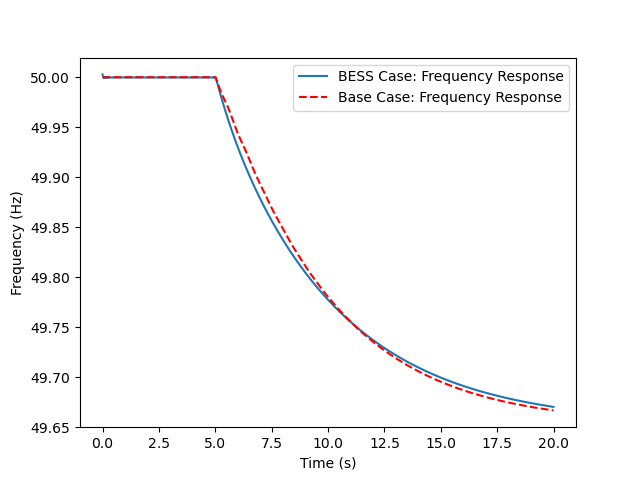 BESS Case: Frequency Response
Base Case: Frequency Response
Frequency (Hz)
50.00
49.95
49.90
49.85
49.80
49.75
49.70
49.65
0.0 2.5 5.0 7.5 10.0 12.5 15.0 17.5 20.0
Time (s)